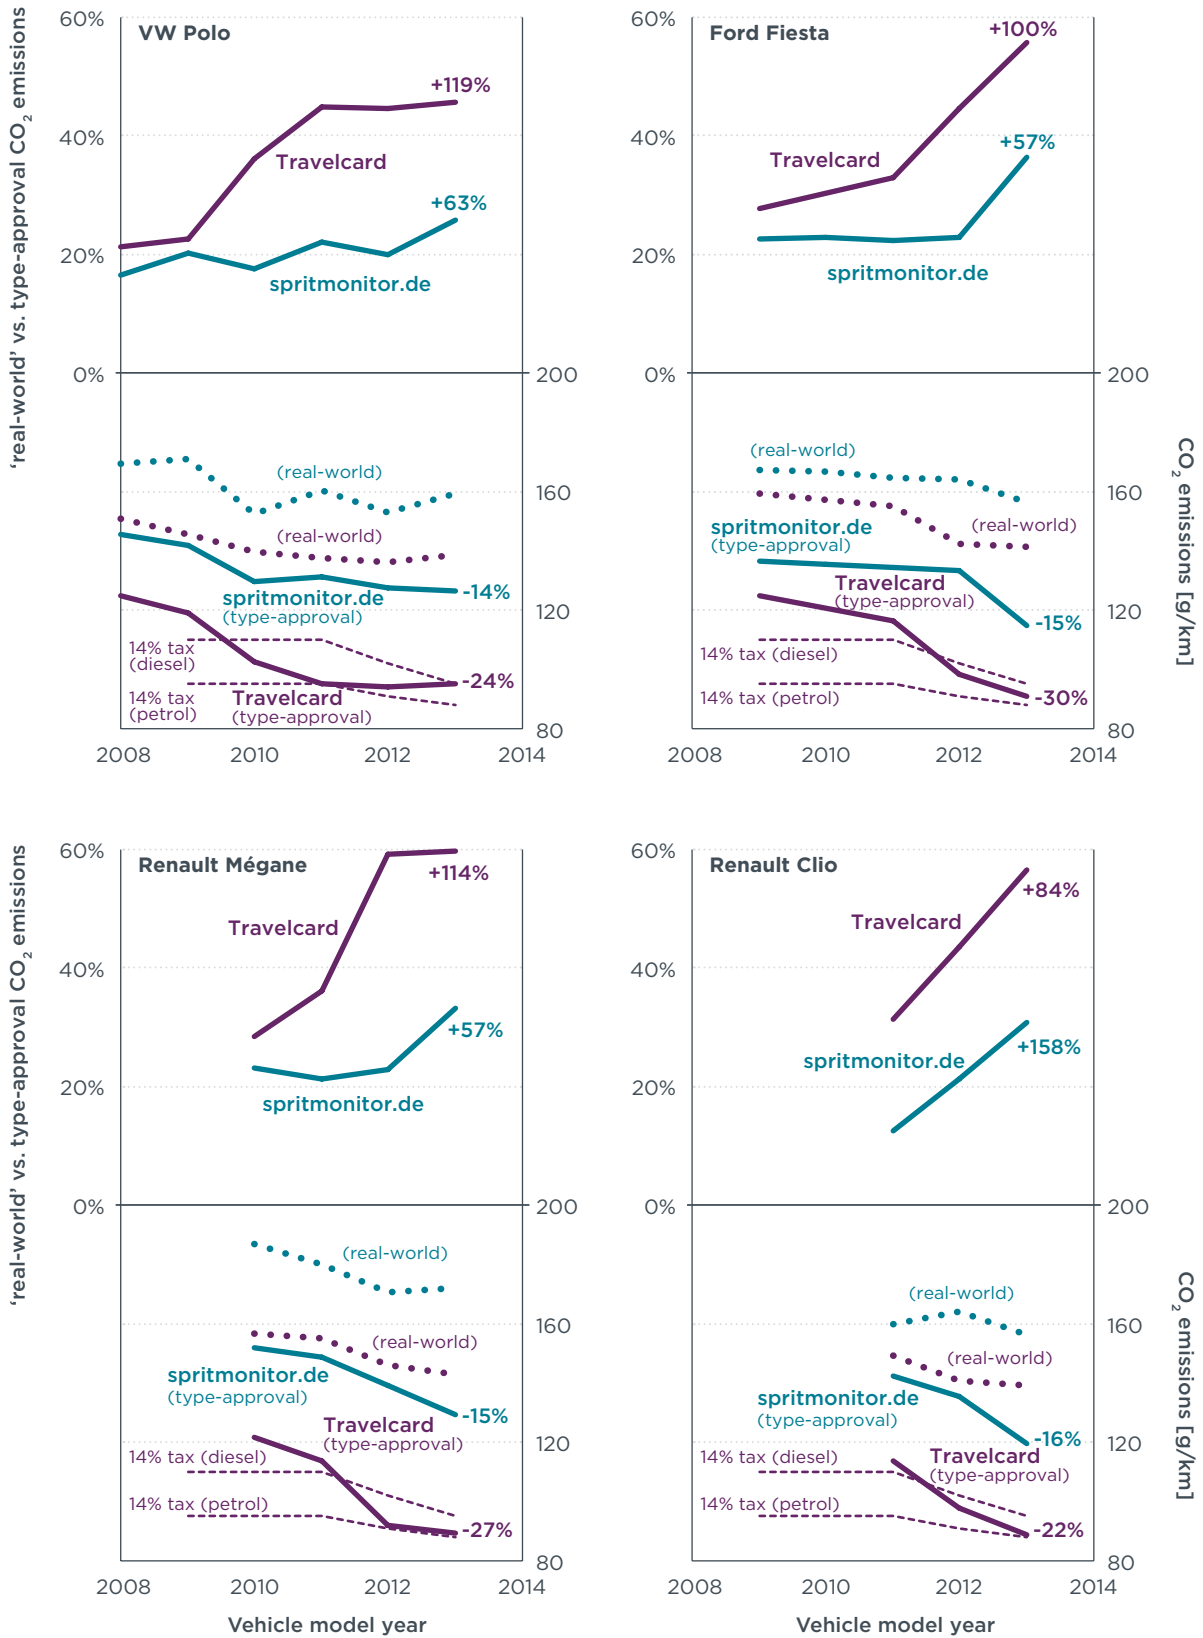 'real-world' vs. type-approval CO2 emissions
60%
VW Polo
+119%
40%
Travelcard
+63%
20%
spritmonitor.de
0%
200
(real-world)
160
(real-world)
spritmonitor.de
(type-approval)
-14%
120
14% tax
(diesel)
-24%
14% tax
(petrol)
Travelcard
(type-approval)
80
2008
2010
2012
2014
60%
Ford Fiesta
+100%
40%
+57%
Travelcard
20%
spritmonitor.de
0%
200
(real-world)
160
spritmonitor.de
(type-approval)
(real-world)
Travelcard
(type-approval)
120
-15%
14% tax (diesel)
14% tax (petrol)
-30%
80
2008
2010
2012
2014
CO2 emissions [g/km]
'real-world' vs. type-approval CO2 emissions
60%
Renault Mégane
+114%
Travelcard
40%
+57%
20%
spritmonitor.de
0%
200
(real-world)
160
(real-world)
spritmonitor.de
(type-approval)
-15%
Travelcard
(type-approval)
120
14% tax (diesel)
14% tax (petrol)
-27%
80
2008
2010
2012
2014
Vehicle model year
60%
Renault Clio
+84%
Travelcard
40%
+158%
spritmonitor.de
20%
0%
200
(real-world)
160
(real-world)
spritmonitor.de
(type-approval)
-16%
120
Travelcard
(type-approval)
14% tax (diesel)
14% tax (petrol)
-22%
80
2008
2010
2012
2014
Vehicle model year
CO2 emissions [g/km]